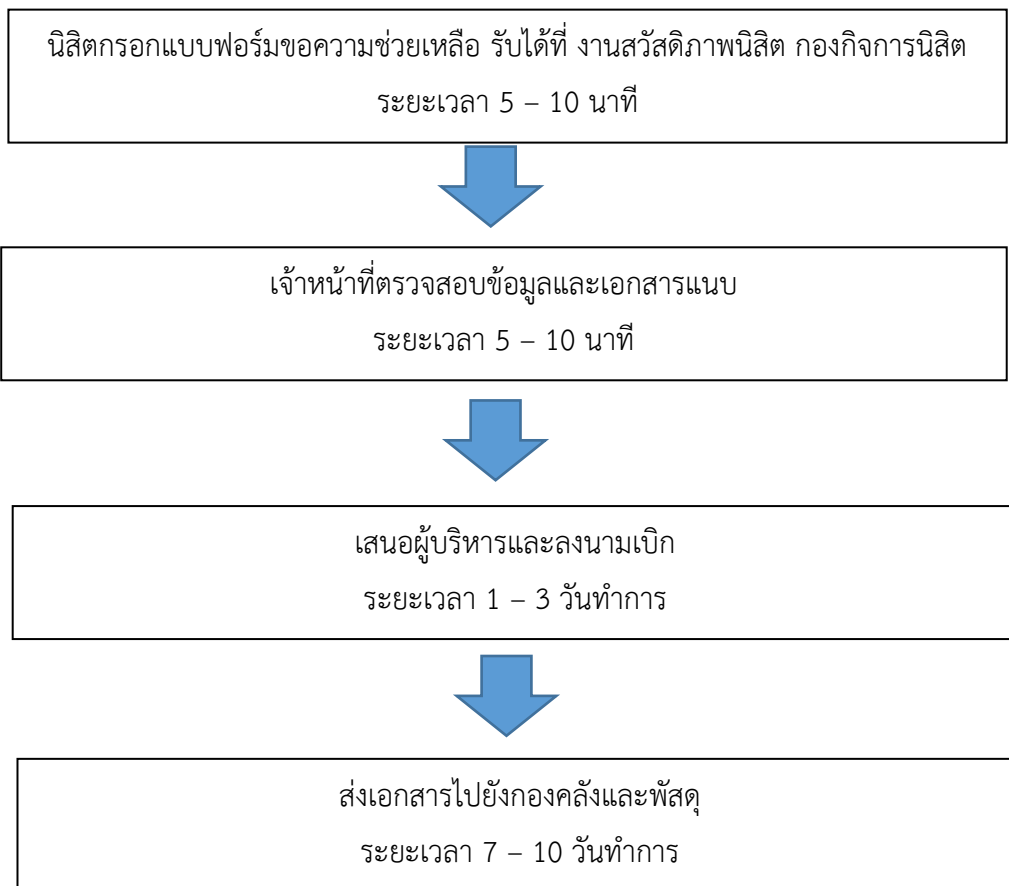 นิสิตกรอกแบบฟอร์มขอความช่วยเหลือ รับได้ที่ งานสวัสดิภาพนิสิต กองกิจการนิสิต
ระยะเวลา 5 – 10 นาที
เจ้าหน้าที่ตรวจสอบข้อมูลและเอกสารแนบ
ระยะเวลา 5 – 10 นาที
เสนอผู้บริหารและลงนามเบิก
ระยะเวลา 1 – 3 วันทำการ
ส่งเอกสารไปยังกองคลังและพัสดุ
ระยะเวลา 7 – 10 วันทำการ